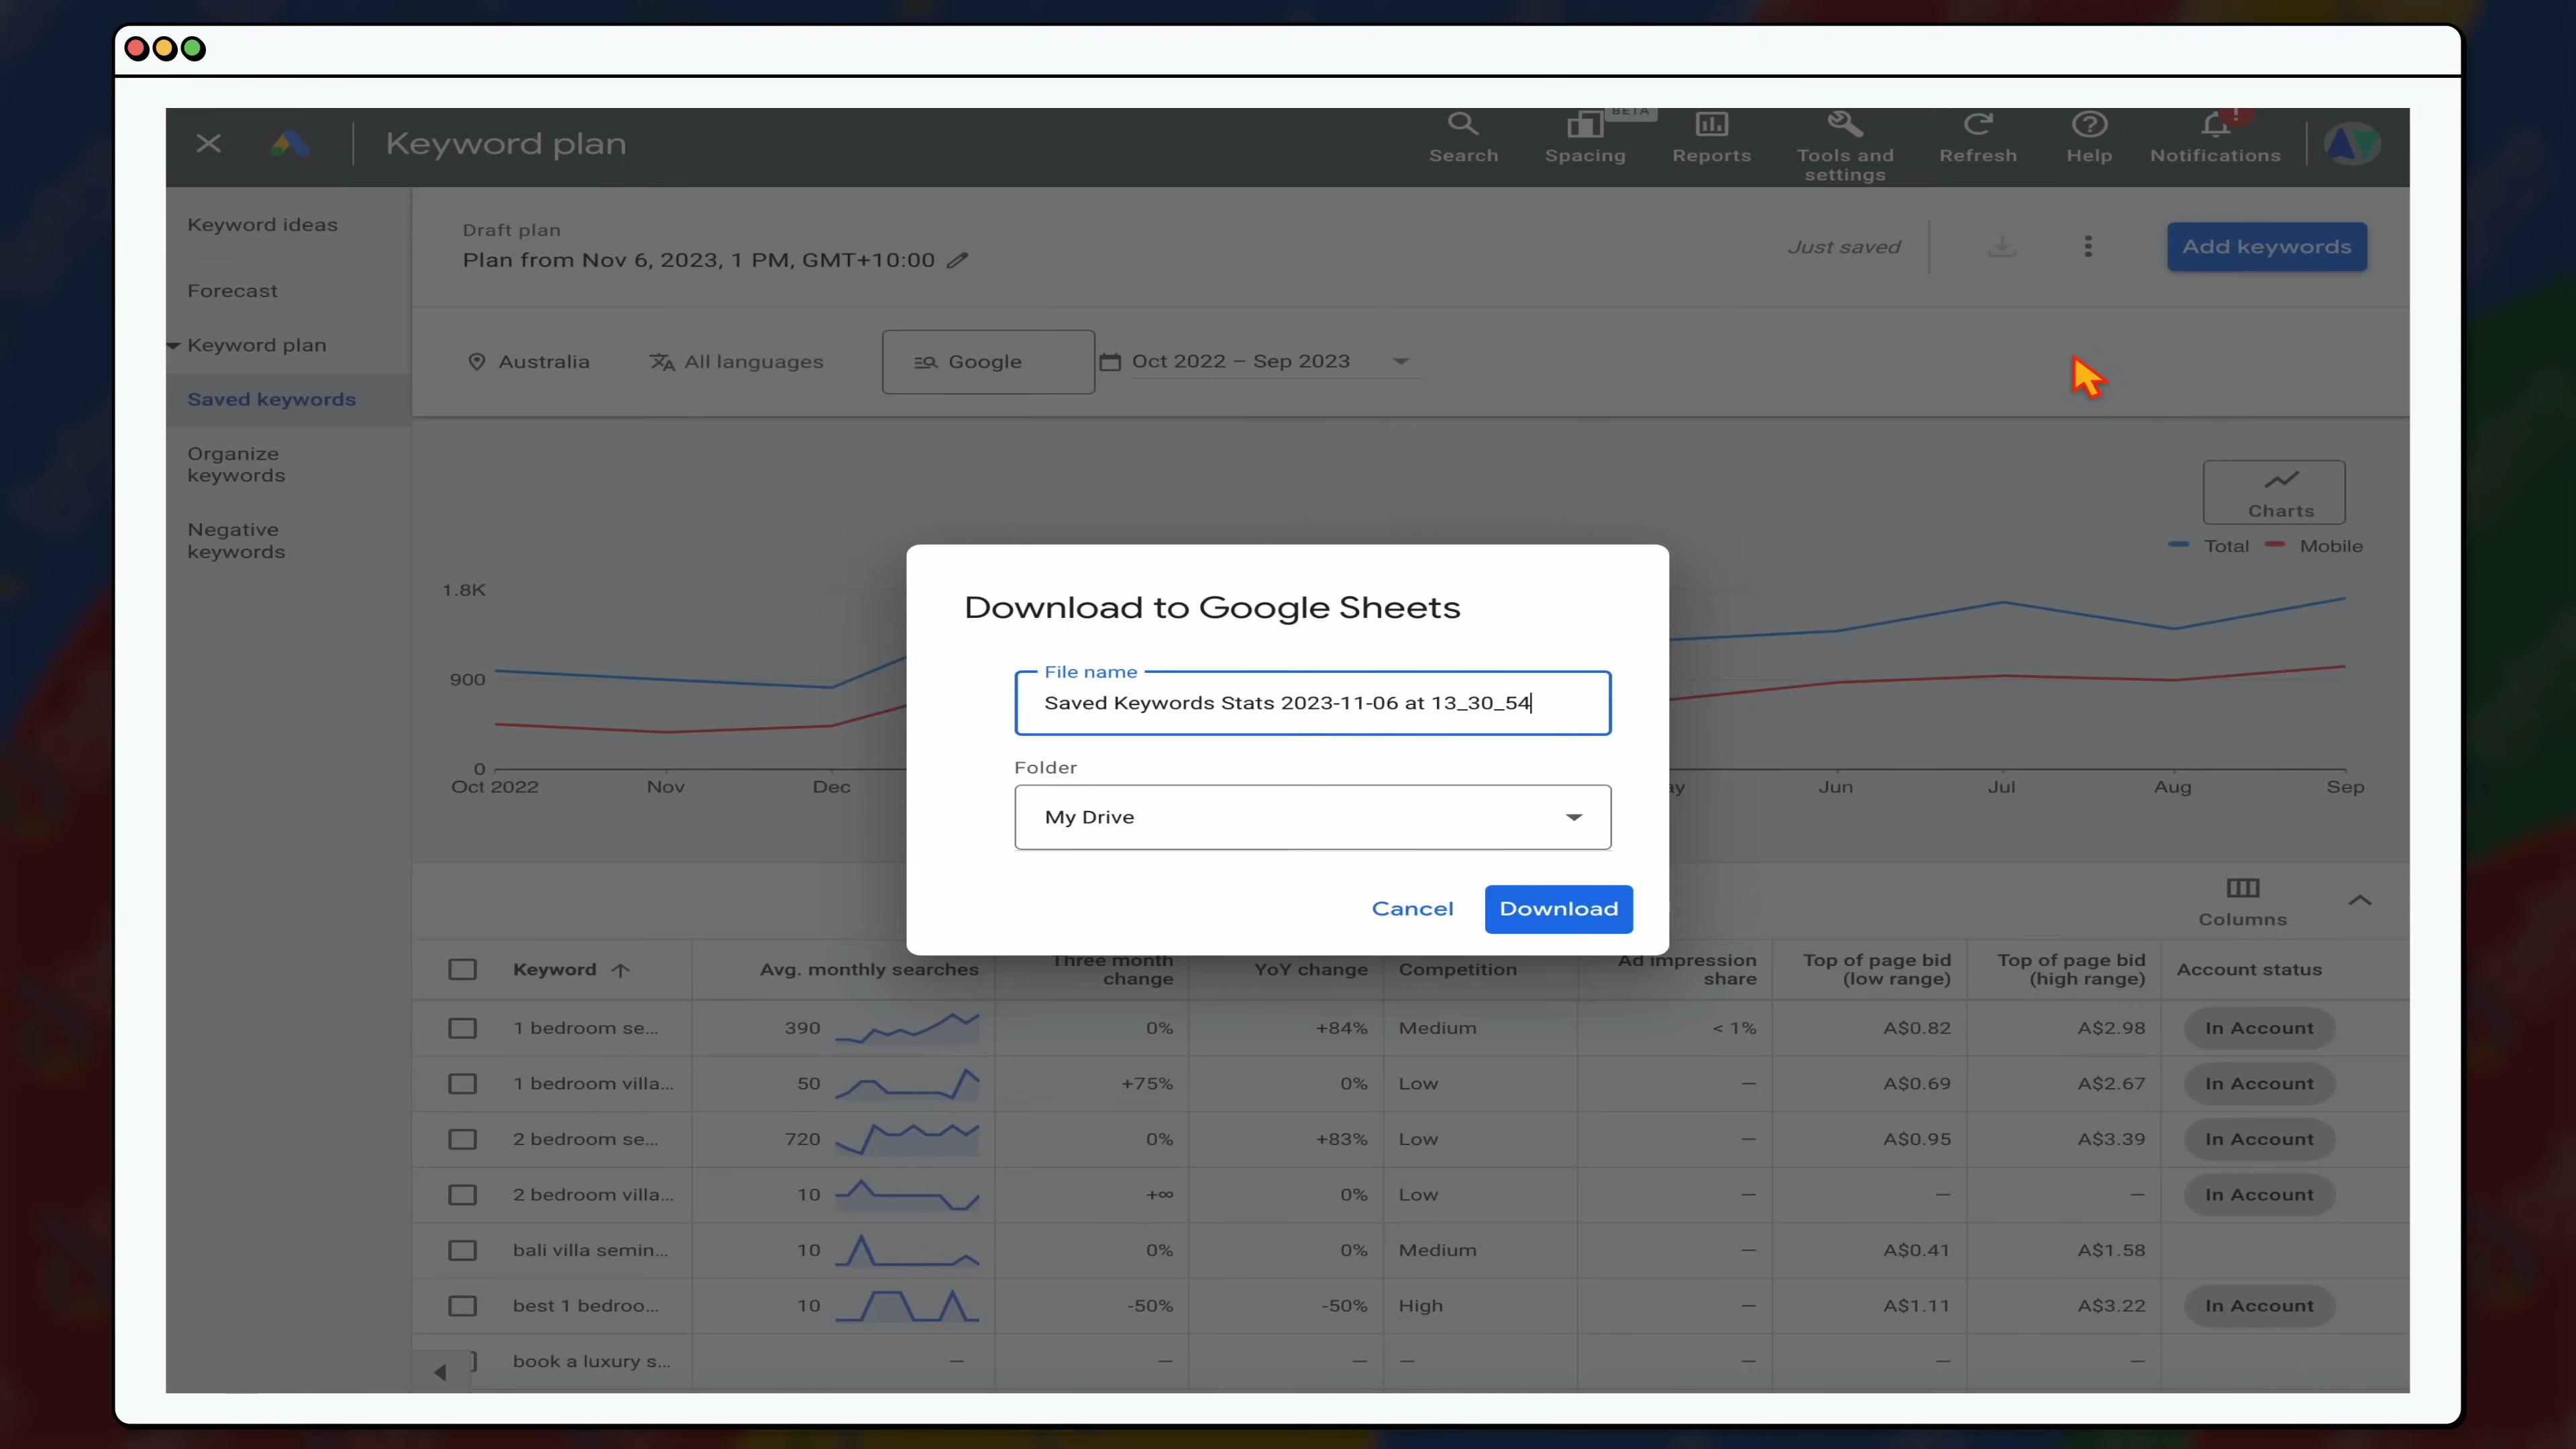 Keyword plan
BETA
Search
Spacing
Reports
Tools and
settings
Refresh
Help
!
Notifications
Keyword ideas
Forecast
Keyword plan
Saved keywords
Organize
keywords
Negative
keywords
Draft plan
Plan from Nov 6, 2023, 1 PM, GMT+10:00
Just saved
Add keywords
Australia
All languages
Google
Oct 2022 – Sep 2023
Charts
Total
Mobile
1.8K
900
0
Oct 2022
Nov
Dec
ay
Jun
Jul
Aug
Sep
Download to Google Sheets
File name
Saved Keywords Stats 2023-11-06 at 13_30_54
Folder
My Drive
Cancel
Download
Columns
Keyword Avg. monthly searches Three month change YoY change Competition Ad impression share Top of page bid (low range) Top of page bid (high range) Account status
1 bedroom se... 390 0% +84% Medium < 1% A$0.82 A$2.98 In Account
1 bedroom villa... 50 +75% 0% Low — A$0.69 A$2.67 In Account
2 bedroom se... 720 0% +83% Low — A$0.95 A$3.39 In Account
2 bedroom villa... 10 +∞ 0% Low — — — In Account
bali villa semin... 10 0% 0% Medium — A$0.41 A$1.58
best 1 bedroo... 10 -50% -50% High — A$1.11 A$3.22 In Account
book a luxury s... — — — — — — —